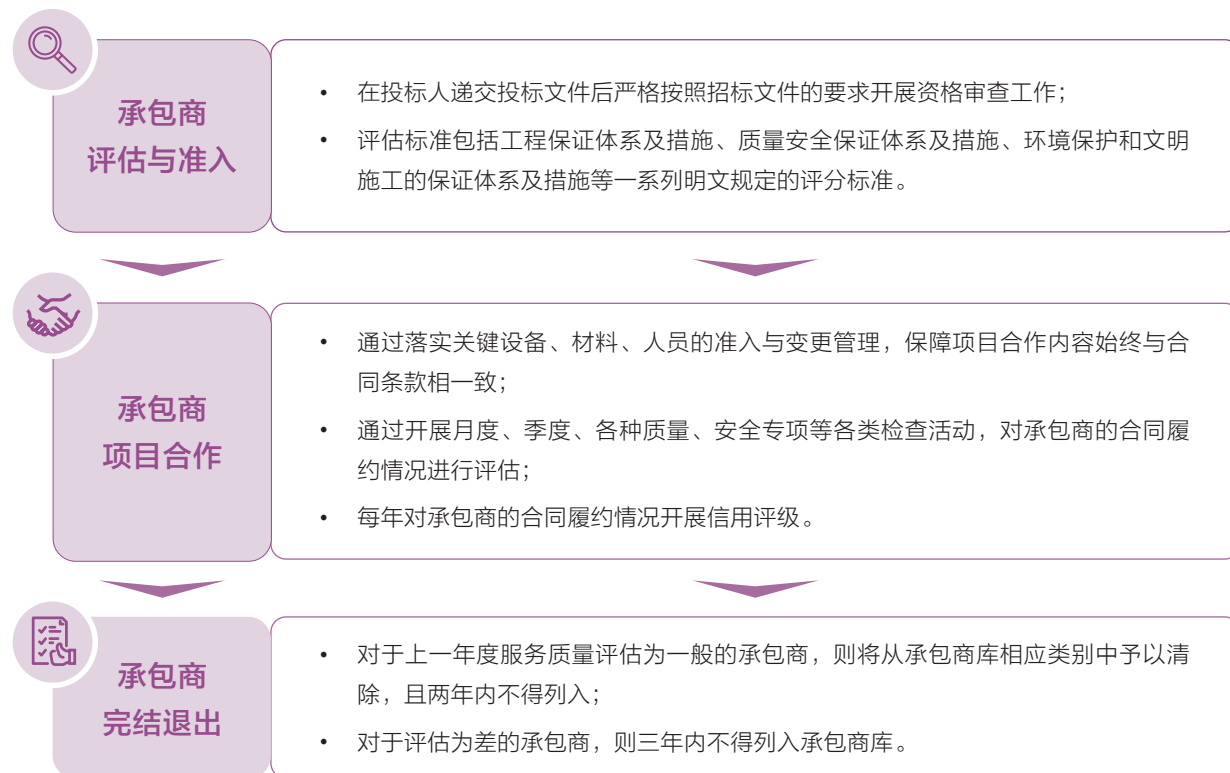 承包商
评估与准入
• 在投标人递交投标文件后严格按照招标文件的要求开展资格审查工作；
• 评估标准包括工程保证体系及措施、质量安全保证体系及措施、环境保护和文明
施工的保证体系及措施等一系列明文规定的评分标准。
承包商
项目合作
• 通过落实关键设备、材料、人员的准入与变更管理，保障项目合作内容始终与合
同条款相一致；
• 通过开展月度、季度、各种质量、安全专项等各类检查活动，对承包商的合同履
约情况进行评估；
• 每年对承包商的合同履约情况开展信用评级。
承包商
完结退出
• 对于上一年度服务质量评估为一般的承包商，则将从承包商库相应类别中予以清
除，且两年内不得列入；
• 对于评估为差的承包商，则三年内不得列入承包商库。